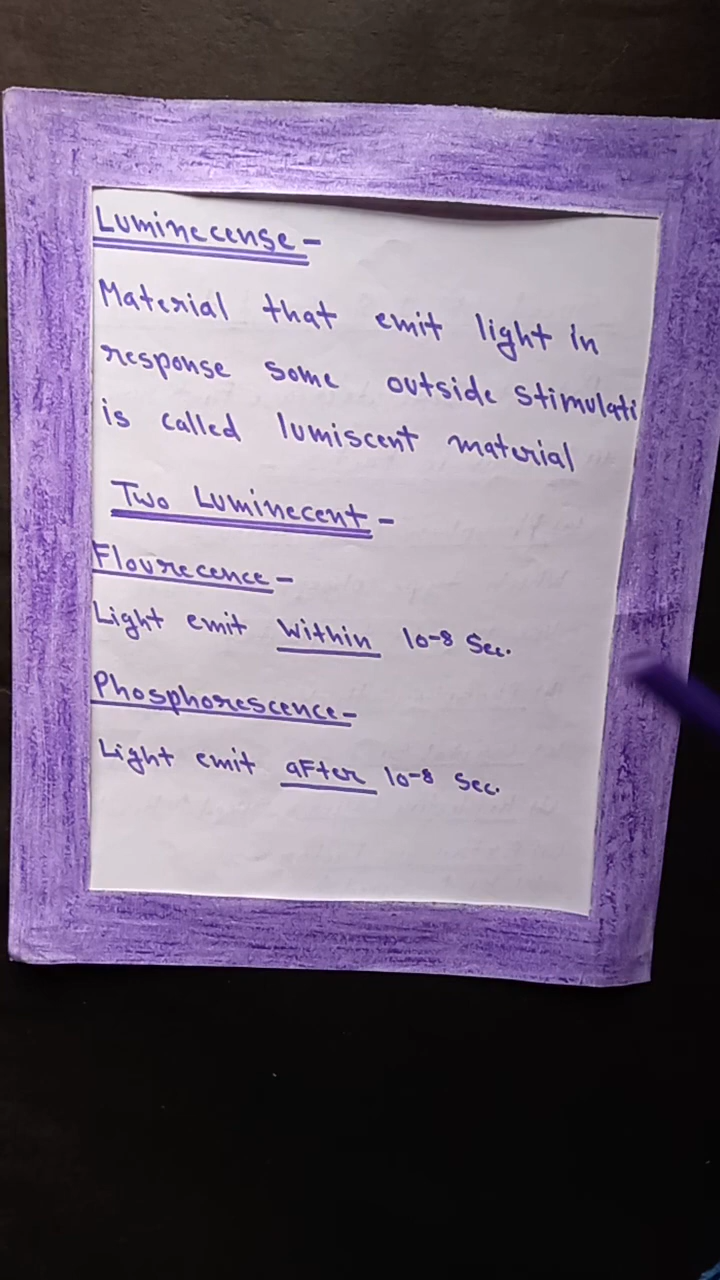 Luminecense-
Material that emit light in
response some outside stimulati
is called lumiscent material
Two Luminecent-
Flourecence-
Light emit within 10-8 Sec.
Phosphorescence-
Light emit after 10-8 Sec.